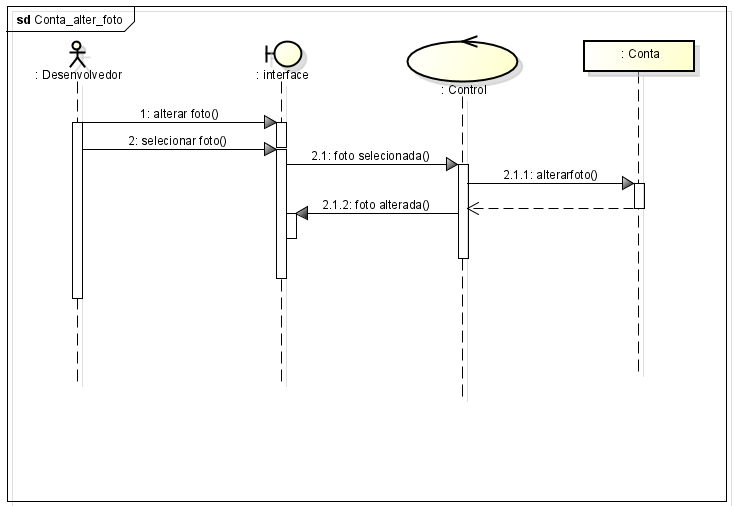 sd Conta_alter_foto
: Desenvolvedor
: interface
: Control
: Conta
1: alterar foto()
2: selecionar foto()
2.1: foto selecionada()
2.1.1: alterarfoto()
2.1.2: foto alterada()